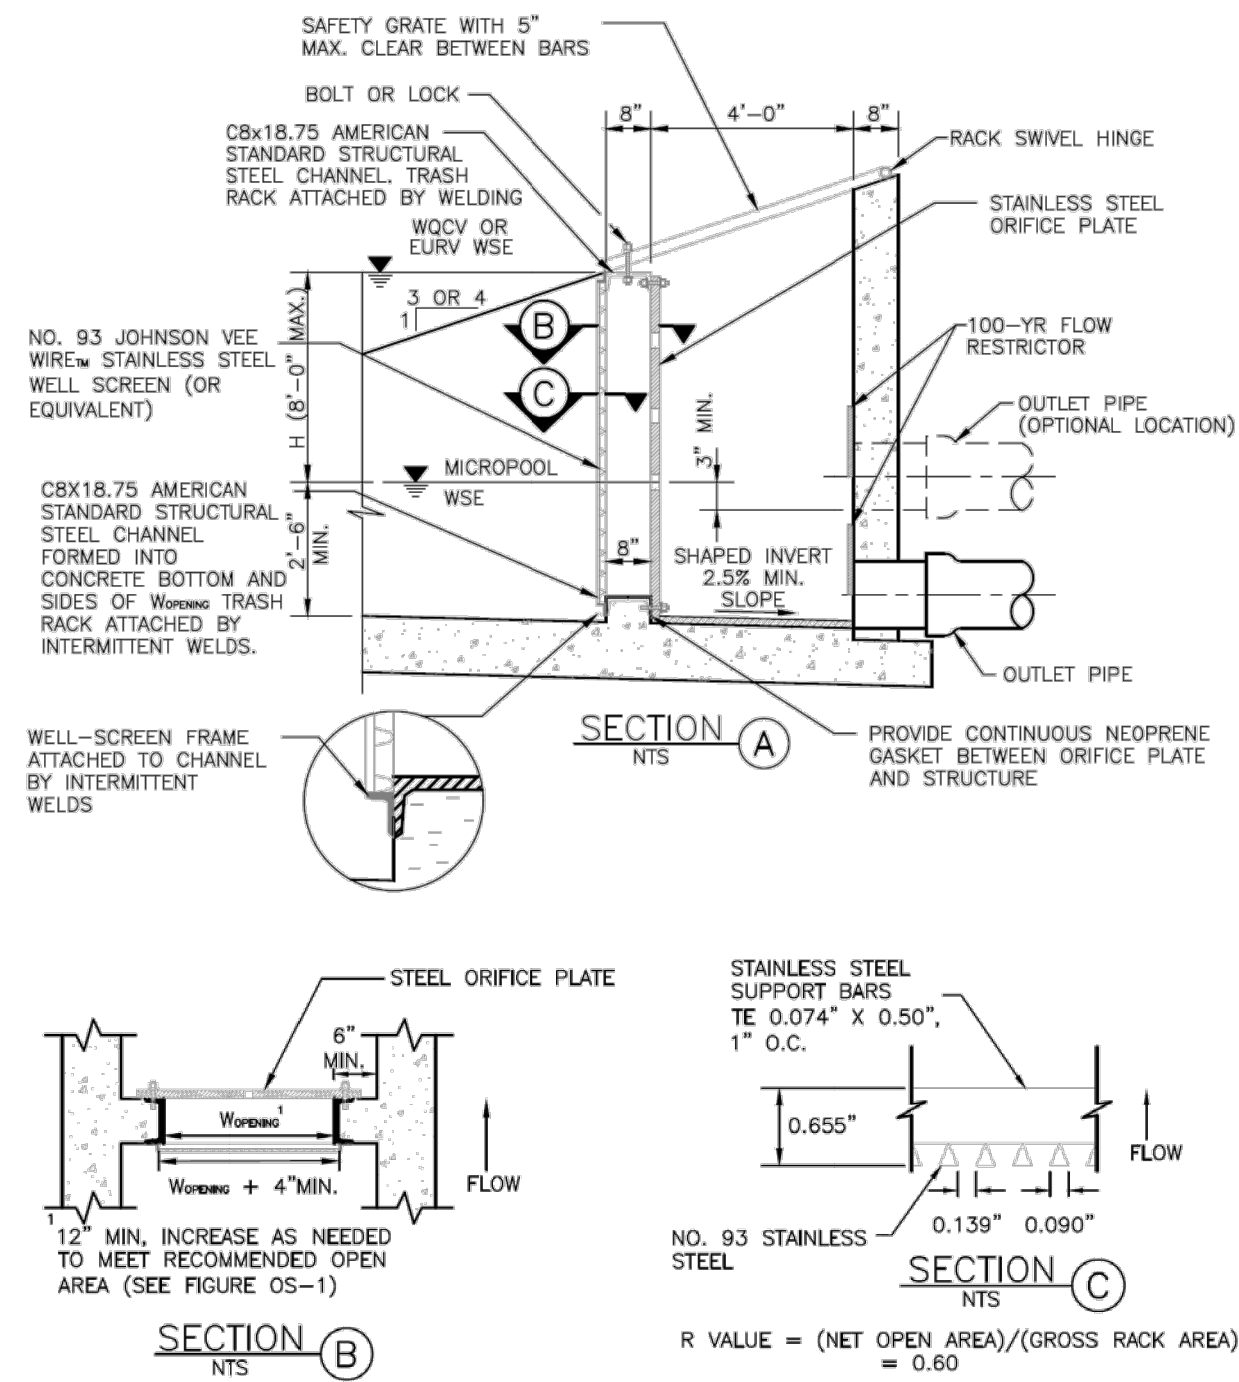 SAFETY GRATE WITH 5"
MAX. CLEAR BETWEEN BARS
BOLT OR LOCK
C8x18.75 AMERICAN
STANDARD STRUCTURAL
STEEL CHANNEL. TRASH
RACK ATTACHED BY WELDING
8"
4'-0"
8"
RACK SWIVEL HINGE
STAINLESS STEEL
ORIFICE PLATE
WQCV OR
EURV WSE
3 OR 4
1
H (8'-0" MAX.)
NO. 93 JOHNSON VEE
WIRE™ STAINLESS STEEL
WELL SCREEN (OR
EQUIVALENT)
B
C
100-YR FLOW
RESTRICTOR
OUTLET PIPE
(OPTIONAL LOCATION)
3" MIN.
MICROPOOL
WSE
C8X18.75 AMERICAN
STANDARD STRUCTURAL
STEEL CHANNEL
FORMED INTO
CONCRETE BOTTOM AND
SIDES OF WOPENING TRASH
RACK ATTACHED BY
INTERMITTENT WELDS.
2'-6"
MIN.
8"
SHAPED INVERT
2.5% MIN.
SLOPE
OUTLET PIPE
SECTION A
NTS
PROVIDE CONTINUOUS NEOPRENE
GASKET BETWEEN ORIFICE PLATE
AND STRUCTURE
WELL-SCREEN FRAME
ATTACHED TO CHANNEL
BY INTERMITTENT
WELDS
STEEL ORIFICE PLATE
6"
MIN.
WOPENING 1
WOPENING + 4"MIN.
FLOW
1
12" MIN, INCREASE AS NEEDED
TO MEET RECOMMENDED OPEN
AREA (SEE FIGURE OS-1)
SECTION B
NTS
STAINLESS STEEL
SUPPORT BARS
TE 0.074" X 0.50",
1" O.C.
0.655"
FLOW
0.139" 0.090"
NO. 93 STAINLESS
STEEL
SECTION C
NTS
R VALUE = (NET OPEN AREA)/(GROSS RACK AREA)
= 0.60